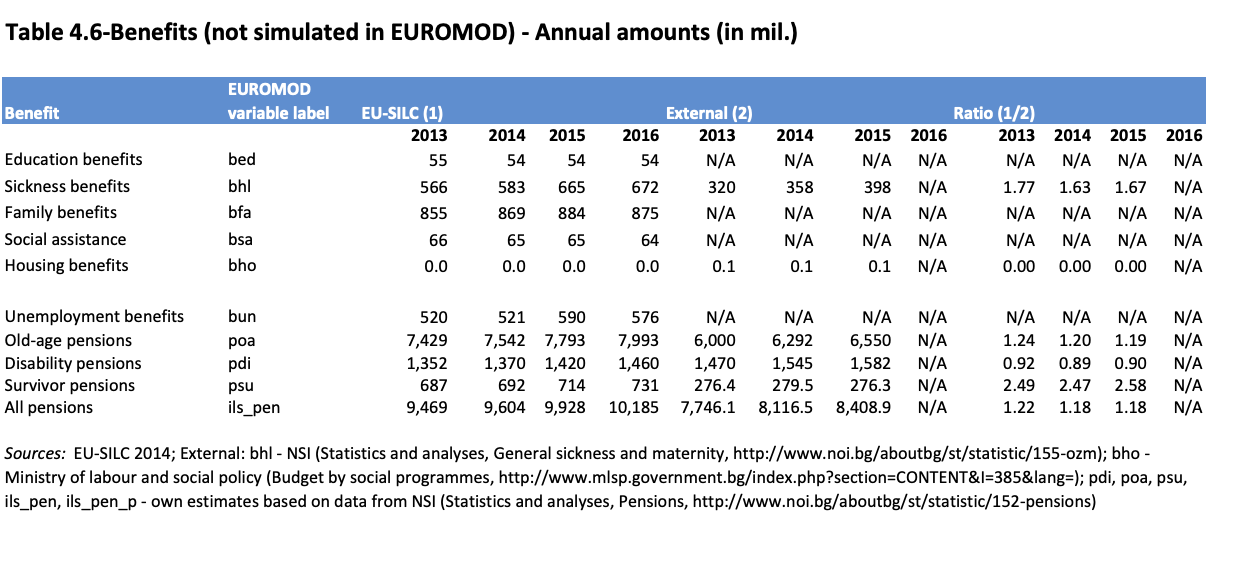 Table 4.6-Benefits (not simulated in EUROMOD) - Annual amounts (in mil.)
EUROMOD
Benefit variable label EU-SILC (1) External (2) Ratio (1/2)
2013 2014 2015 2016 2013 2014 2015 2016 2013 2014 2015 2016
Education benefits bed 55 54 54 54 N/A N/A N/A N/A N/A N/A N/A N/A
Sickness benefits bhl 566 583 665 672 320 358 398 N/A 1.77 1.63 1.67 N/A
Family benefits bfa 855 869 884 875 N/A N/A N/A N/A N/A N/A N/A N/A
Social assistance bsa 66 65 65 64 N/A N/A N/A N/A N/A N/A N/A N/A
Housing benefits bho 0.0 0.0 0.0 0.0 0.1 0.1 0.1 N/A 0.00 0.00 0.00 N/A
Unemployment benefits bun 520 521 590 576 N/A N/A N/A N/A N/A N/A N/A N/A
Old-age pensions poa 7,429 7,542 7,793 7,993 6,000 6,292 6,550 N/A 1.24 1.20 1.19 N/A
Disability pensions pdi 1,352 1,370 1,420 1,460 1,470 1,545 1,582 N/A 0.92 0.89 0.90 N/A
Survivor pensions psu 687 692 714 731 276.4 279.5 276.3 N/A 2.49 2.47 2.58 N/A
All pensions ils_pen 9,469 9,604 9,928 10,185 7,746.1 8,116.5 8,408.9 N/A 1.22 1.18 1.18 N/A
Sources: EU-SILC 2014; External: bhl - NSI (Statistics and analyses, General sickness and maternity, http://www.noi.bg/aboutbg/st/statistic/155-ozm); bho -
Ministry of labour and social policy (Budget by social programmes, http://www.mlsp.government.bg/index.php?section=CONTENT&I=385&lang=); pdi, poa, psu,
ils_pen, ils_pen_p - own estimates based on data from NSI (Statistics and analyses, Pensions, http://www.noi.bg/aboutbg/st/statistic/152-pensions)